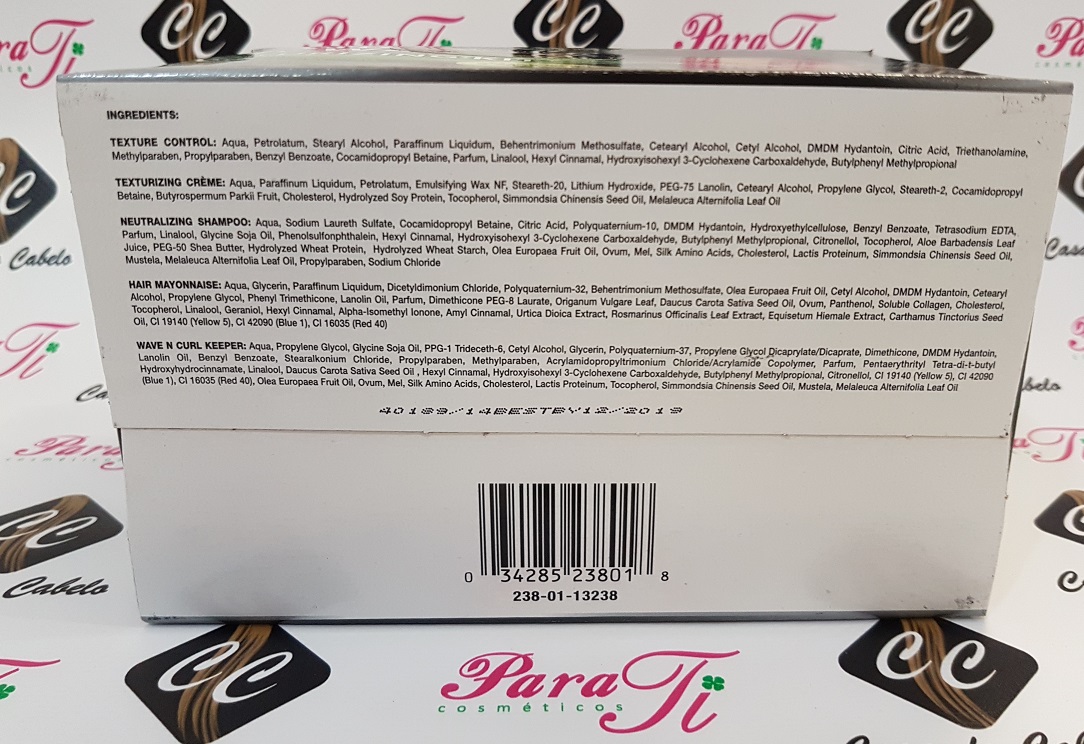 CC
ParaTi
CC
ParaTi
CC
INGREDIENTS:
TEXTURE CONTROL: Aqua, Petrolatum, Stearyl Alcohol, Paraffinum Liquidum, Behentrimonium Methosulfate, Cetearyl Alcohol, Cetyl Alcohol, DMDM Hydantoin, Citric Acid, Triethanolamine,
Methylparaben, Propylparaben, Benzyl Benzoate, Cocamidopropyl Betaine, Parfum, Linalool, Hexyl Cinnamal, Hydroxyisohexyl 3-Cyclohexene Carboxaldehyde, Butylphenyl Methylpropional
TEXTURIZING CRÈME: Aqua, Paraffinum Liquidum, Petrolatum, Emulsifying Wax NF, Steareth-20, Lithium Hydroxide, PEG-75 Lanolin, Cetearyl Alcohol, Propylene Glycol, Steareth-2, Cocamidopropyl
Betaine, Butyrospermum Parkii Fruit, Cholesterol, Hydrolyzed Soy Protein, Tocopherol, Simmondsia Chinensis Seed Oil, Melaleuca Alternifolia Leaf Oil
NEUTRALIZING SHAMPOO: Aqua, Sodium Laureth Sulfate, Cocamidopropyl Betaine, Citric Acid, Polyquaternium-10, DMDM Hydantoin, Hydroxyethylcellulose, Benzyl Benzoate, Tetrasodium EDTA,
Parfum, Linalool, Glycine Soja Oil, Phenolsulfonphthalein, Hexyl Cinnamal, Hydroxyisohexyl 3-Cyclohexene Carboxaldehyde, Butylphenyl Methylpropional, Citronellol, Tocopherol, Aloe Barbadensis Leaf
Juice, PEG-50 Shea Butter, Hydrolyzed Wheat Protein, Hydrolyzed Wheat Starch, Olea Europaea Fruit Oil, Ovum, Mel, Silk Amino Acids, Cholesterol, Lactis Proteinum, Simmondsia Chinensis Seed Oil,
Mustela, Melaleuca Alternifolia Leaf Oil, Propylparaben, Sodium Chloride
HAIR MAYONNAISE: Aqua, Glycerin, Paraffinum Liquidum, Dicetyldimonium Chloride, Polyquaternium-32, Behentrimonium Methosulfate, Olea Europaea Fruit Oil, Cetyl Alcohol, DMDM Hydantoin, Cetearyl
Alcohol, Propylene Glycol, Phenyl Trimethicone, Lanolin Oil, Parfum, Dimethicone PEG-8 Laurate, Origanum Vulgare Leaf, Daucus Carota Sativa Seed Oil, Ovum, Panthenol, Soluble Collagen, Cholesterol,
Tocopherol, Linalool, Geraniol, Hexyl Cinnamal, Alpha-Isomethyl Ionone, Amyl Cinnamal, Urtica Dioica Extract, Rosmarinus Officinalis Leaf Extract, Equisetum Hiemale Extract, Carthamus Tinctorius Seed
Oil, CI 19140 (Yellow 5), CI 42090 (Blue 1), CI 16035 (Red 40)
WAVE N CURL KEEPER: Aqua, Propylene Glycol, Glycine Soja Oil, PPG-1 Trideceth-6, Cetyl Alcohol, Glycerin, Polyquaternium-37, Propylene Glycol Dicaprylate/Dicaprate, Dimethicone, DMDM Hydantoin,
Lanolin Oil, Benzyl Benzoate, Stearalkonium Chloride, Propylparaben, Methylparaben, Acrylamidopropyltrimonium Chloride/Acrylamide Copolymer, Parfum, Pentaerythrityl Tetra-di-t-butyl
Hydroxyhydrocinnamate, Linalool, Daucus Carota Sativa Seed Oil , Hexyl Cinnamal, Hydroxyisohexyl 3-Cyclohexene Carboxaldehyde, Butylphenyl Methylpropional, Citronellol, CI 19140 (Yellow 5), CI 42090
(Blue 1), CI 16035 (Red 40), Olea Europaea Fruit Oil, Ovum, Mel, Silk Amino Acids, Cholesterol, Lactis Proteinum, Tocopherol, Simmondsia Chinensis Seed Oil, Mustela, Melaleuca Alternifolia Leaf Oil
40189/14BESTBY12/2019
Cabelo
0 34285 23801 8
238-01-13238
Cabelo
CC
ParaTi
cosméticos
CC